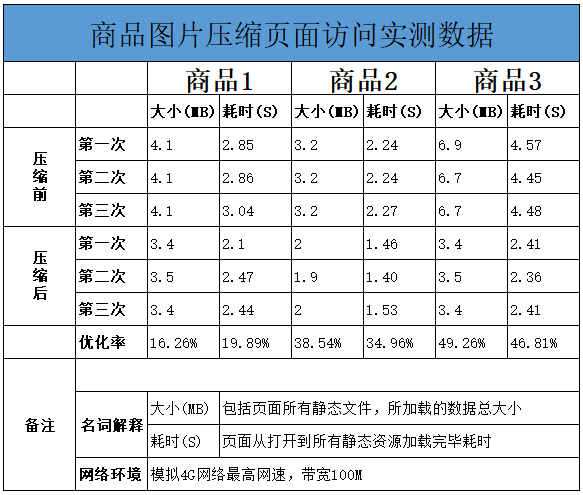 商品图片压缩页面访问实测数据
商品1 商品2 商品3
大小(MB) 耗时(S) 大小(MB) 耗时(S) 大小(MB) 耗时(S)
压缩前
第一次 4.1 2.85 3.2 2.24 6.9 4.57
第二次 4.1 2.86 3.2 2.24 6.7 4.45
第三次 4.1 3.04 3.2 2.27 6.7 4.48
压缩后
第一次 3.4 2.1 2 1.46 3.4 2.41
第二次 3.5 2.47 1.9 1.40 3.5 2.36
第三次 3.4 2.44 2 1.53 3.4 2.41
优化率 16.26% 19.89% 38.54% 34.96% 49.26% 46.81%
备注
名词解释
大小(MB) 包括页面所有静态文件，所加载的数据总大小
耗时(S) 页面从打开到所有静态资源加载完毕耗时
网络环境 模拟4G网络最高网速，带宽100M